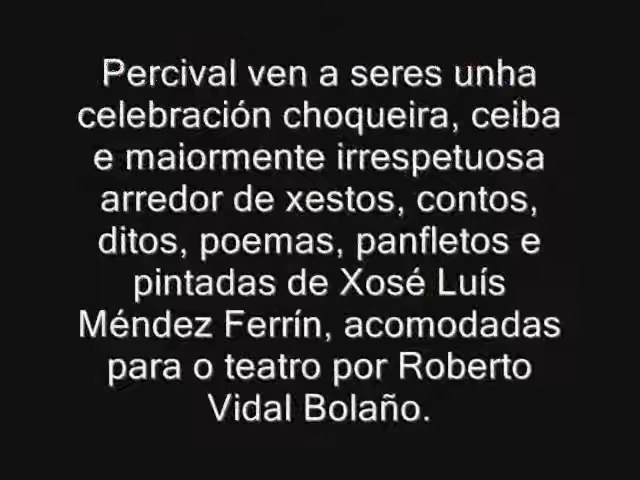 Percival ven a seres unha
celebración choqueira, ceiba
e maiormente irrespetuosa
arredor de xestos, contos,
ditos, poemas, panfletos e
pintadas de Xosé Luís
Méndez Ferrín, acomodadas
para o teatro por Roberto
Vidal Bolaño.